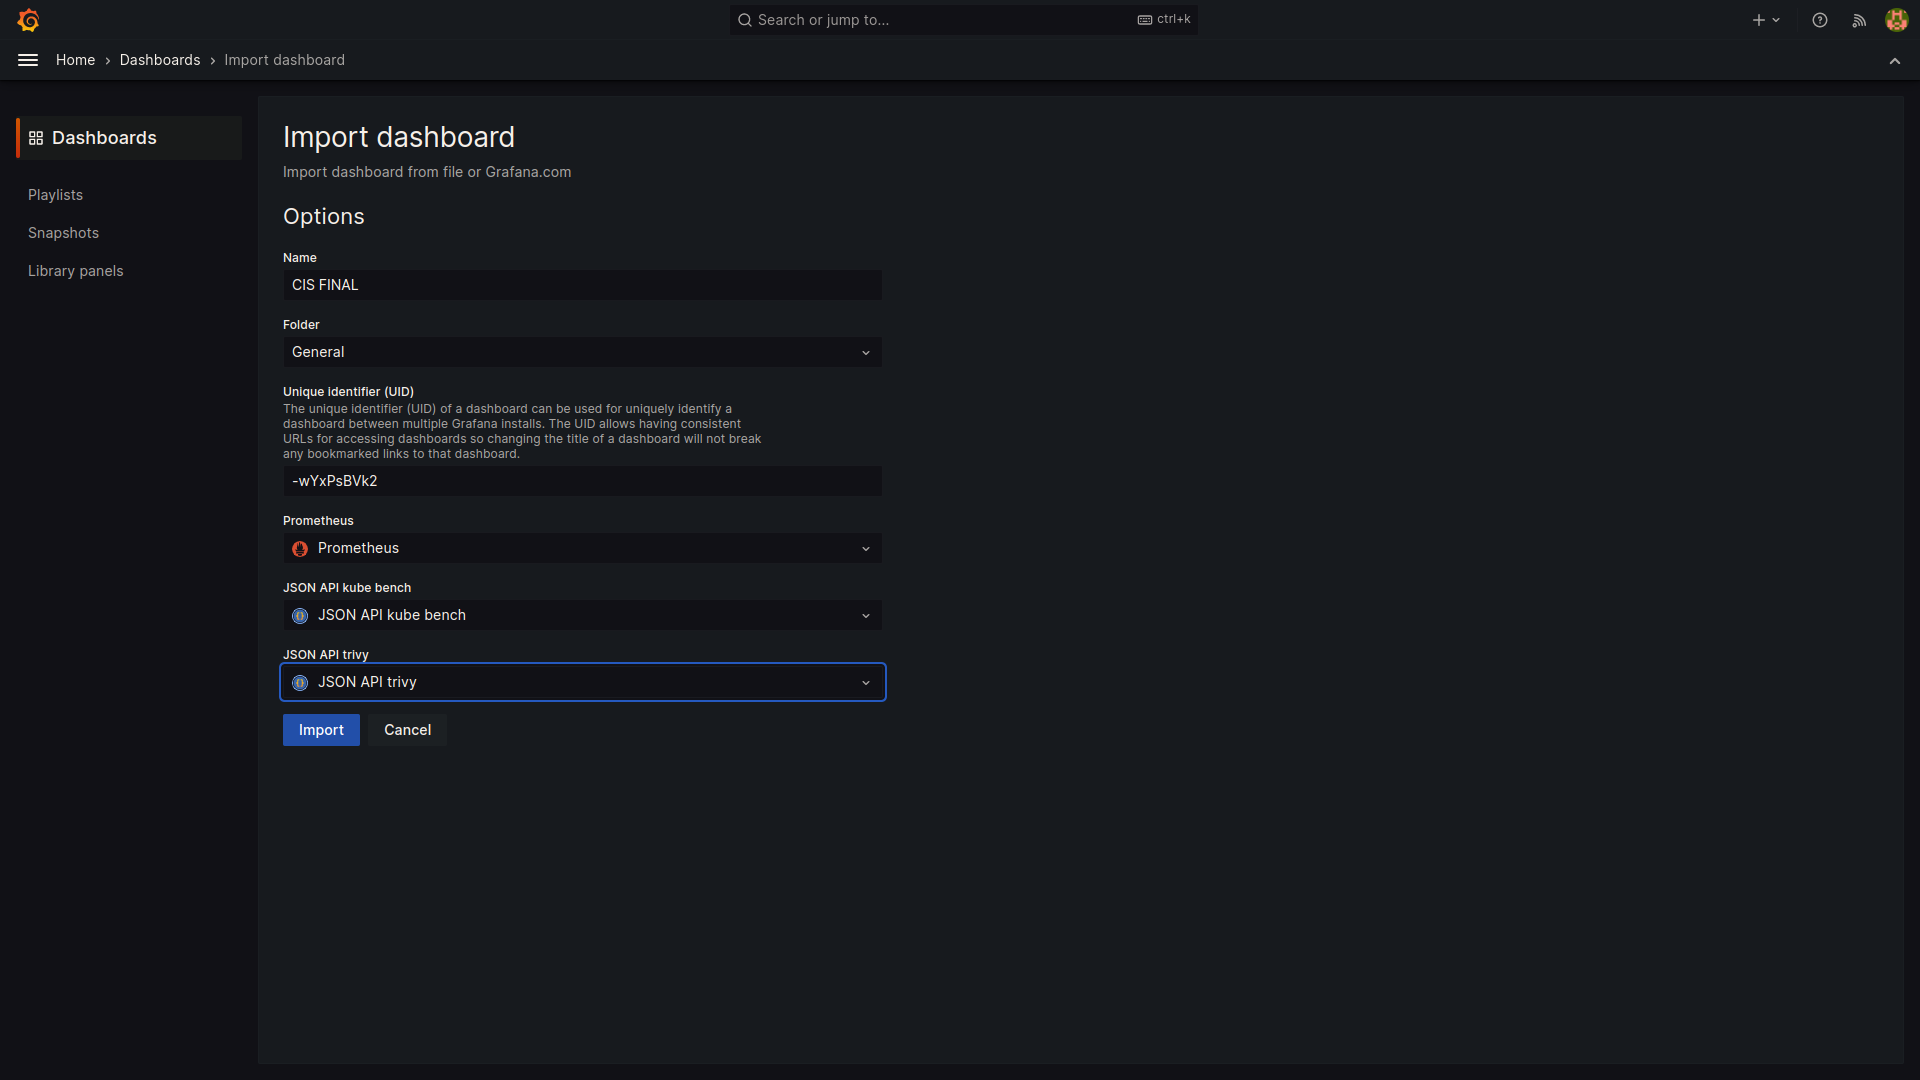 Search or jump to...
ctrl+k
Home › Dashboards › Import dashboard
Dashboards
Playlists
Snapshots
Library panels
Import dashboard
Import dashboard from file or Grafana.com
Options
Name
CIS FINAL
Folder
General
Unique identifier (UID)
The unique identifier (UID) of a dashboard can be used for uniquely identify a
dashboard between multiple Grafana installs. The UID allows having consistent
URLs for accessing dashboards so changing the title of a dashboard will not break
any bookmarked links to that dashboard.
-wYxPsBVk2
Prometheus
Prometheus
JSON API kube bench
JSON API kube bench
JSON API trivy
JSON API trivy
Import
Cancel